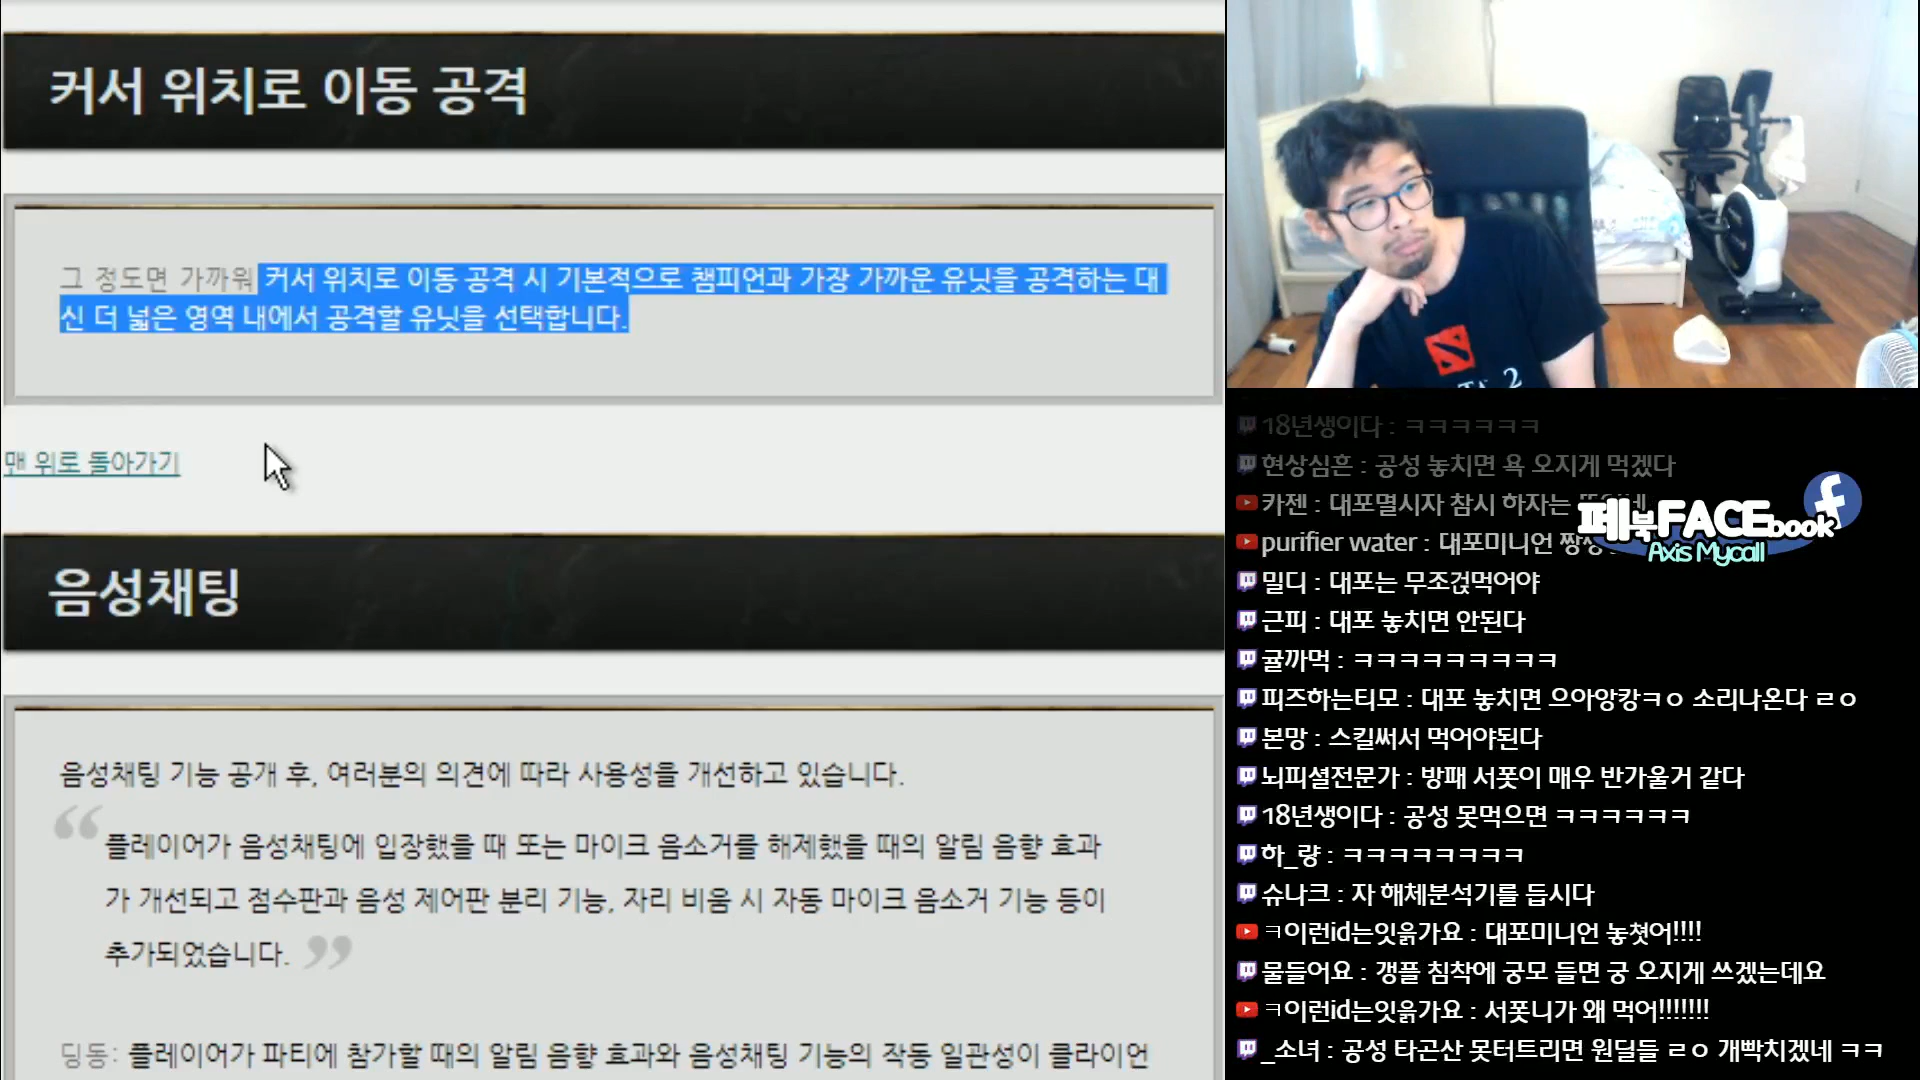 커서 위치로 이동 공격
그 정도면 가까워 커서 위치로 이동 공격 시 기본적으로 챔피언과 가장 가까운 유닛을 공격하는 대
신 더 넓은 영역 내에서 공격할 유닛을 선택합니다.
맨 위로 돌아가기
음성채팅
음성채팅 기능 공개 후, 여러분의 의견에 따라 사용성을 개선하고 있습니다.
“ 플레이어가 음성채팅에 입장했을 때 또는 마이크 음소거를 해제했을 때의 알림 음향 효과
가 개선되고 점수판과 음성 제어판 분리 기능, 자리 비움 시 자동 마이크 음소거 기능 등이
추가되었습니다. ”
딩동: 플레이어가 파티에 참가할 때의 알림 음향 효과와 음성채팅 기능의 작동 일관성이 클라이언
18년생이다 : ㅋㅋㅋㅋㅋㅋ
현상심흔 : 공성 놓치면 욕 오지게 먹겠다
카젠 : 대포멸시자 참시 하자는
purifier water : 대포미니언
페북FACEbook
Axis Mycall
밀디 : 대포는 무조겂먹어야
근피 : 대포 놓치면 안된다
귤까먹 : ㅋㅋㅋㅋㅋㅋㅋㅋㅋ
피즈하는티모 : 대포 놓치면 으아앙캉ㅋㅇ 소리나온다 ㄹㅇ
본망 : 스킬써서 먹어야된다
뇌피셜전문가 : 방패 서폿이 매우 반가울거 같다
18년생이다 : 공성 못먹으면 ㅋㅋㅋㅋㅋㅋ
하_량 : ㅋㅋㅋㅋㅋㅋㅋㅋ
슈나크 : 자 해체분석기를 듭시다
ㅋ이런id는잇읅가요 : 대포미니언 놓쳣어!!!!
물들어요 : 갱플 침착에 궁모 들면 궁 오지게 쓰겠는데요
ㅋ이런id는잇읅가요 : 서폿니가 왜 먹어!!!!!!!
_소녀 : 공성 타곤산 못터트리면 원딜들 ㄹㅇ 개빡치겠네 ㅋㅋ